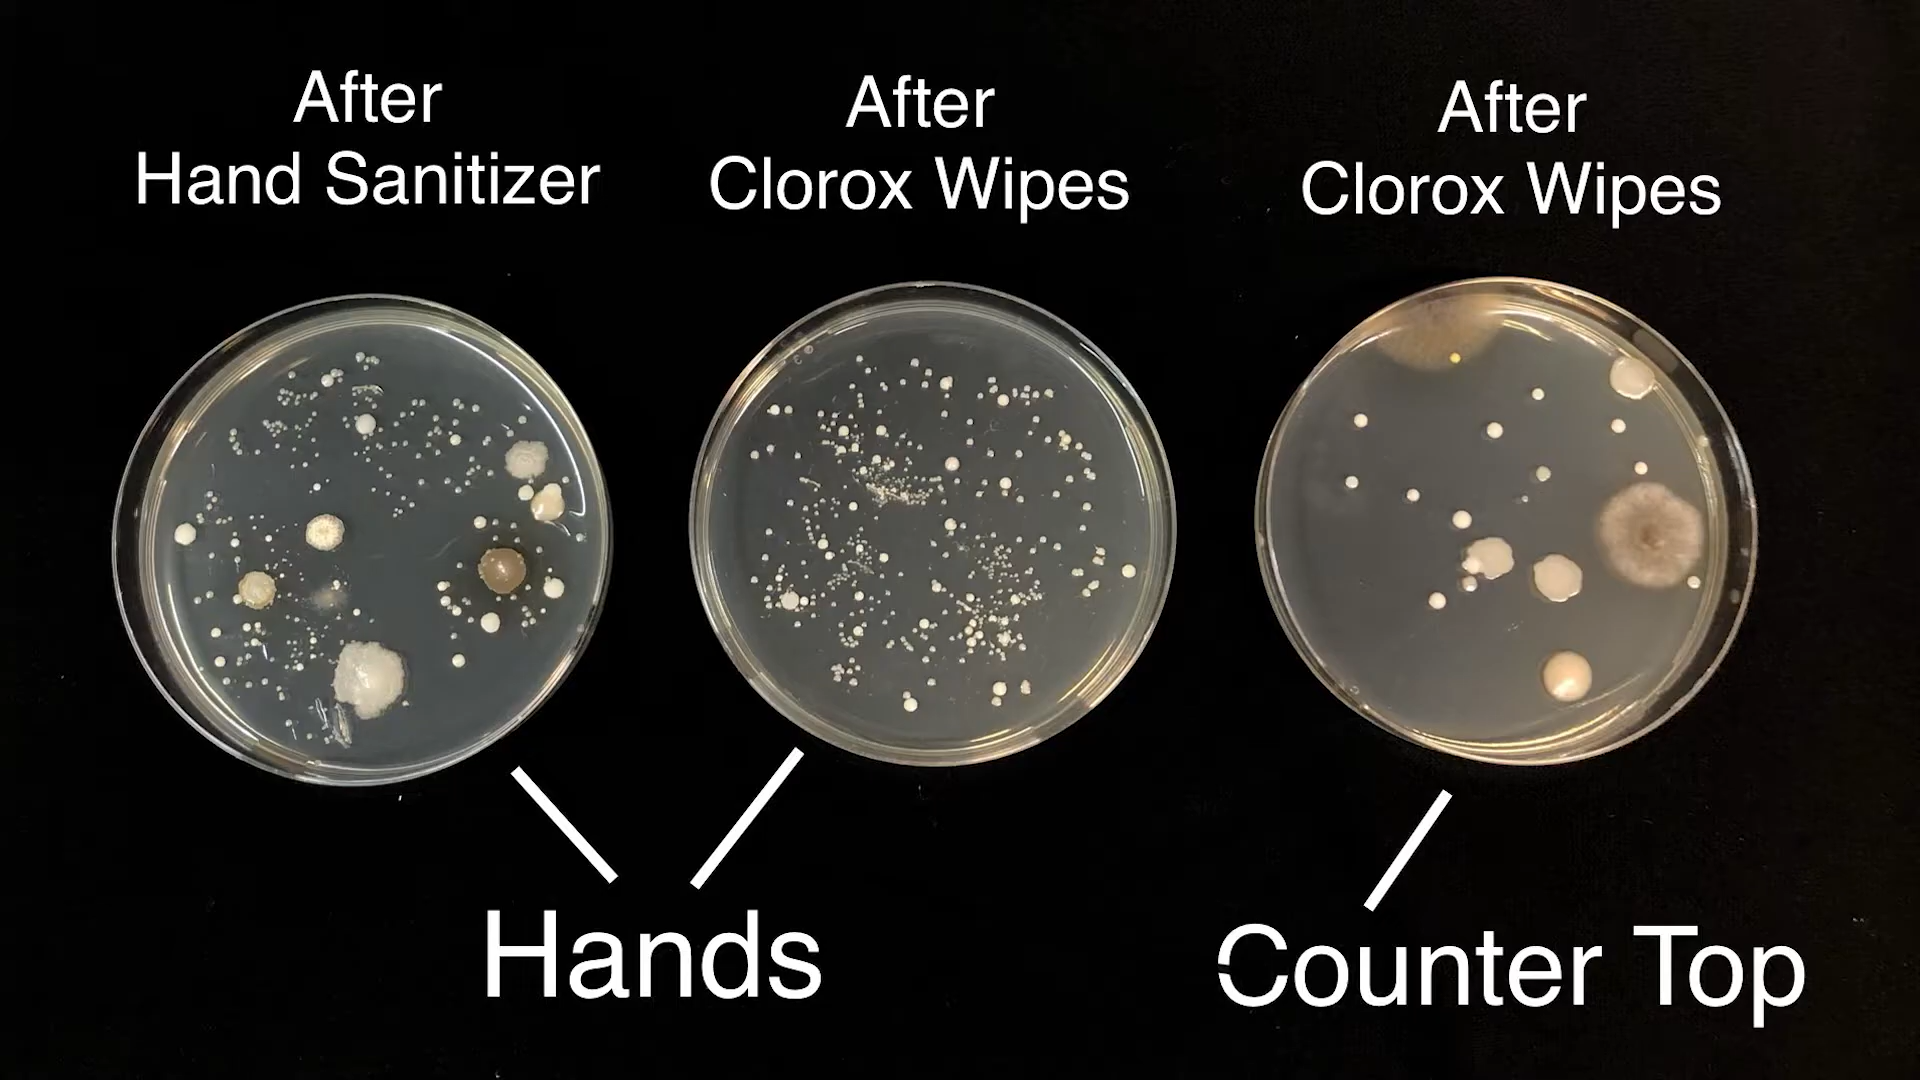 After
Hand Sanitizer
After
Clorox Wipes
After
Clorox Wipes
Hands
Counter Top